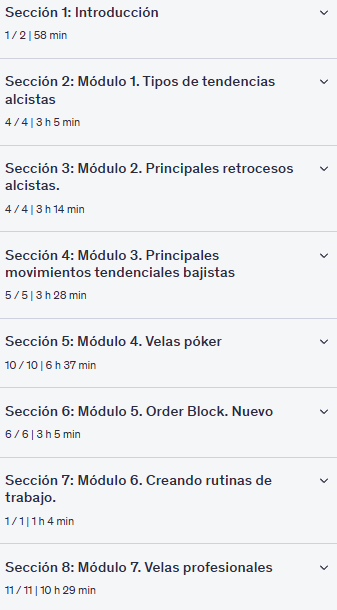 Sección 1: Introducción
1 / 2 | 58 min
Sección 2: Módulo 1. Tipos de tendencias
alcistas
4 / 4 | 3 h 5 min
Sección 3: Módulo 2. Principales retrocesos
alcistas.
4 / 4 | 3 h 14 min
Sección 4: Módulo 3. Principales
movimientos tendenciales bajistas
5 / 5 | 3 h 28 min
Sección 5: Módulo 4. Velas póker
10 / 10 | 6 h 37 min
Sección 6: Módulo 5. Order Block. Nuevo
6 / 6 | 3 h 5 min
Sección 7: Módulo 6. Creando rutinas de
trabajo.
1 / 1 | 1 h 4 min
Sección 8: Módulo 7. Velas profesionales
11 / 11 | 10 h 29 min